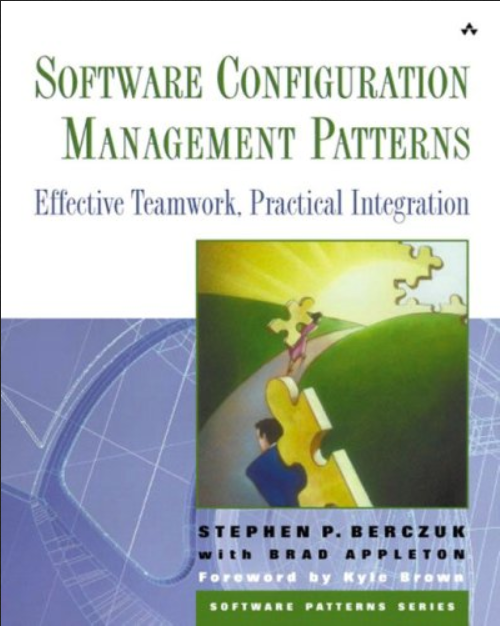 SOFTWARE CONFIGURATION
MANAGEMENT PATTERNS
Effective Teamwork, Practical Integration
STEPHEN P. BERCZUK
with BRAD APPLETON
Foreword by Kyle Brown
SOFTWARE PATTERNS SERIES